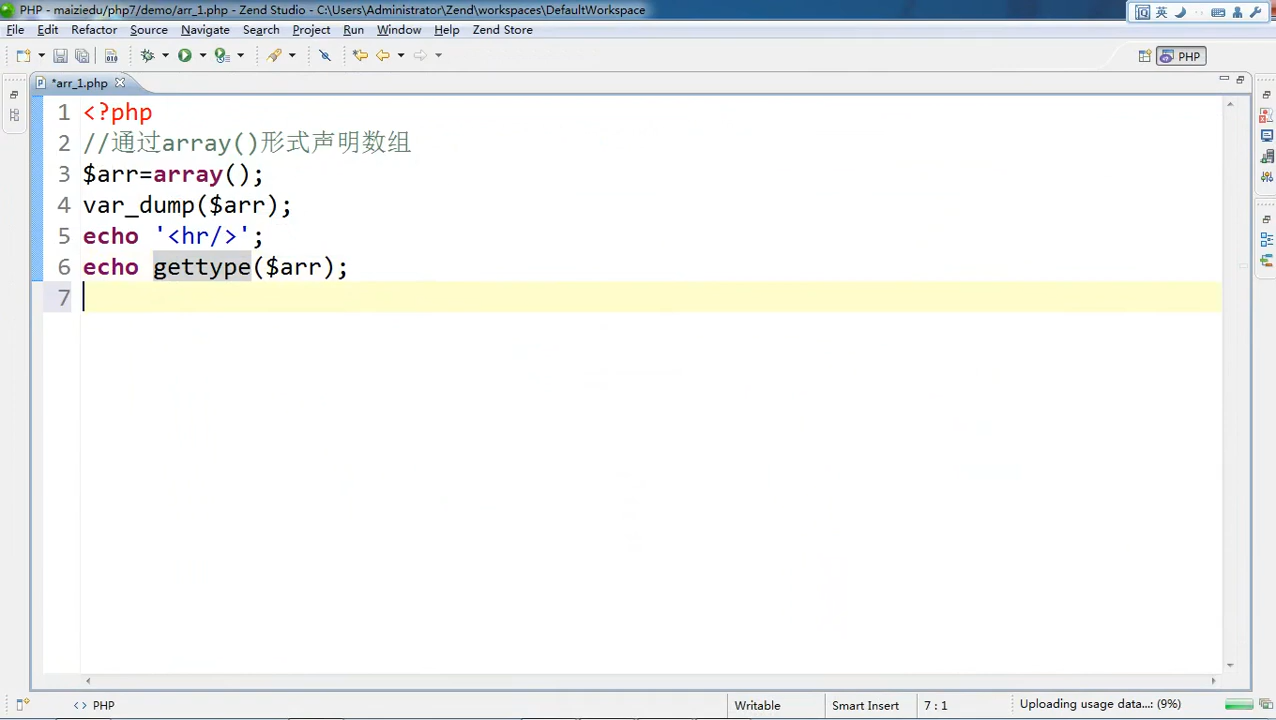 PHP - maiziedu/php7/demo/arr_1.php - Zend Studio - C:\Users\Administrator\Zend\workspaces\DefaultWorkspace
英
File Edit Refactor Source Navigate Search Project Run Window Help Zend Store
PHP
*arr_1.php
1 <?php
2 //通过array()形式声明数组
3 $arr=array();
4 var_dump($arr);
5 echo '<hr/>';
6 echo gettype($arr);
7
<> PHP Writable Smart Insert 7 : 1 Uploading usage data...: (9%)